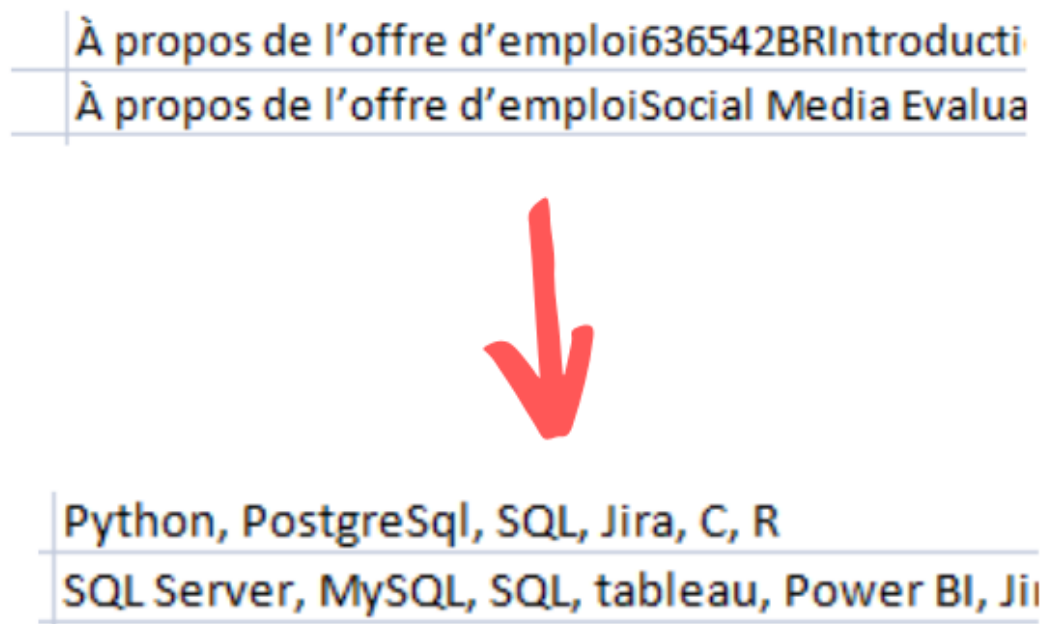 À propos de l’offre d’emploi636542BRIntroducti
À propos de l’offre d’emploiSocial Media Evalua
Python, PostgreSql, SQL, Jira, C, R
SQL Server, MySQL, SQL, tableau, Power BI, Ji